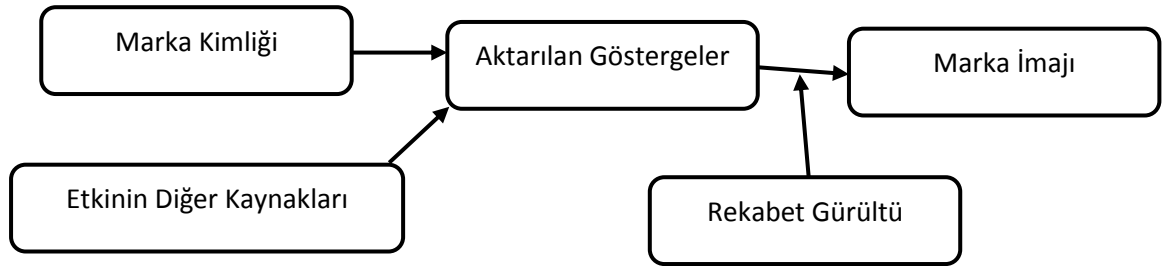 Marka Kimliği
Aktarılan Göstergeler
Marka İmajı
Etkinin Diğer Kaynakları
Rekabet Gürültü